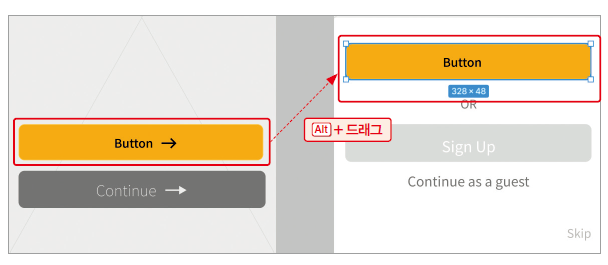 Button →
Continue →
Alt + 드래그
Button
328 × 48
OR
Sign Up
Continue as a guest
Skip